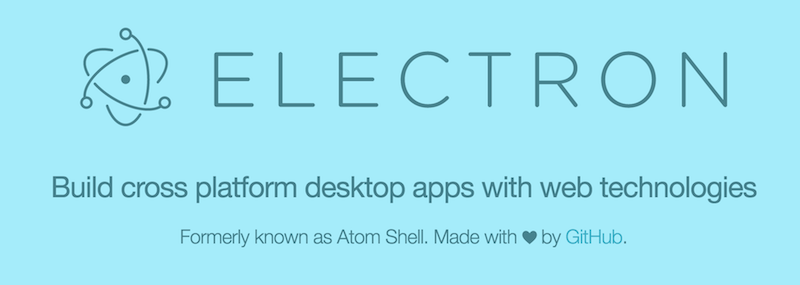 ELECTRON
Build cross platform desktop apps with web technologies
Formerly known as Atom Shell. Made with ♥ by GitHub.